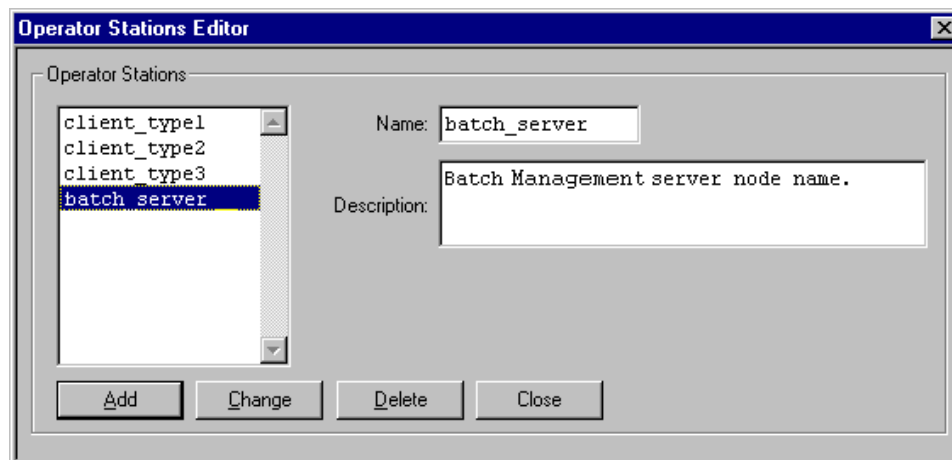 Operator Stations Editor
Operator Stations
client_type1
client_type2
client_type3
batch_server
Name: batch_server
Description: Batch Management server node name.
Add Change Delete Close